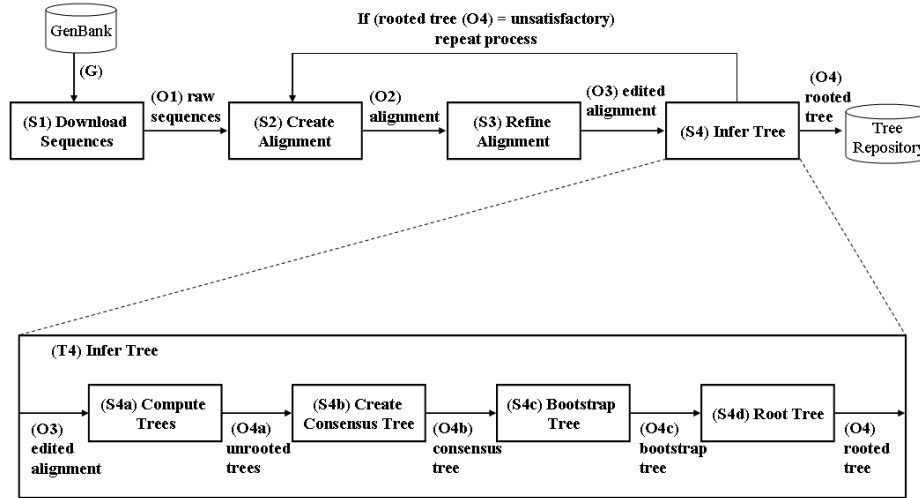 If (rooted tree (O4) = unsatisfactory)
repeat process
GenBank
(G)
(O1) raw
sequences
(O2)
alignment
(O3) edited
alignment
(O4)
rooted
tree
(S1) Download
Sequences
(S2) Create
Alignment
(S3) Refine
Alignment
(S4) Infer Tree
Tree
Repository
(T4) Infer Tree
(S4a) Compute
Trees
(S4b) Create
Consensus Tree
(S4c) Bootstrap
Tree
(S4d) Root Tree
(O3)
edited
alignment
(O4a)
unrooted
trees
(O4b)
consensus
tree
(O4c)
bootstrap
tree
(O4)
rooted
tree